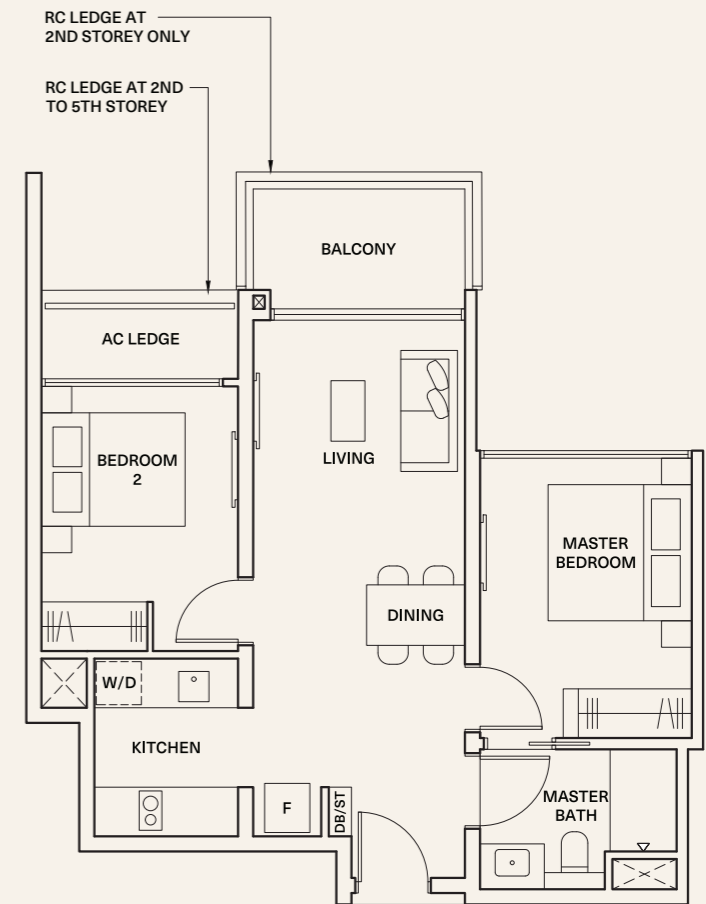 RC LEDGE AT
2ND STOREY ONLY
RC LEDGE AT 2ND
TO 5TH STOREY
BALCONY
AC LEDGE
BEDROOM
2
LIVING
MASTER
BEDROOM
DINING
W/D
KITCHEN
F
DB/ST
MASTER
BATH